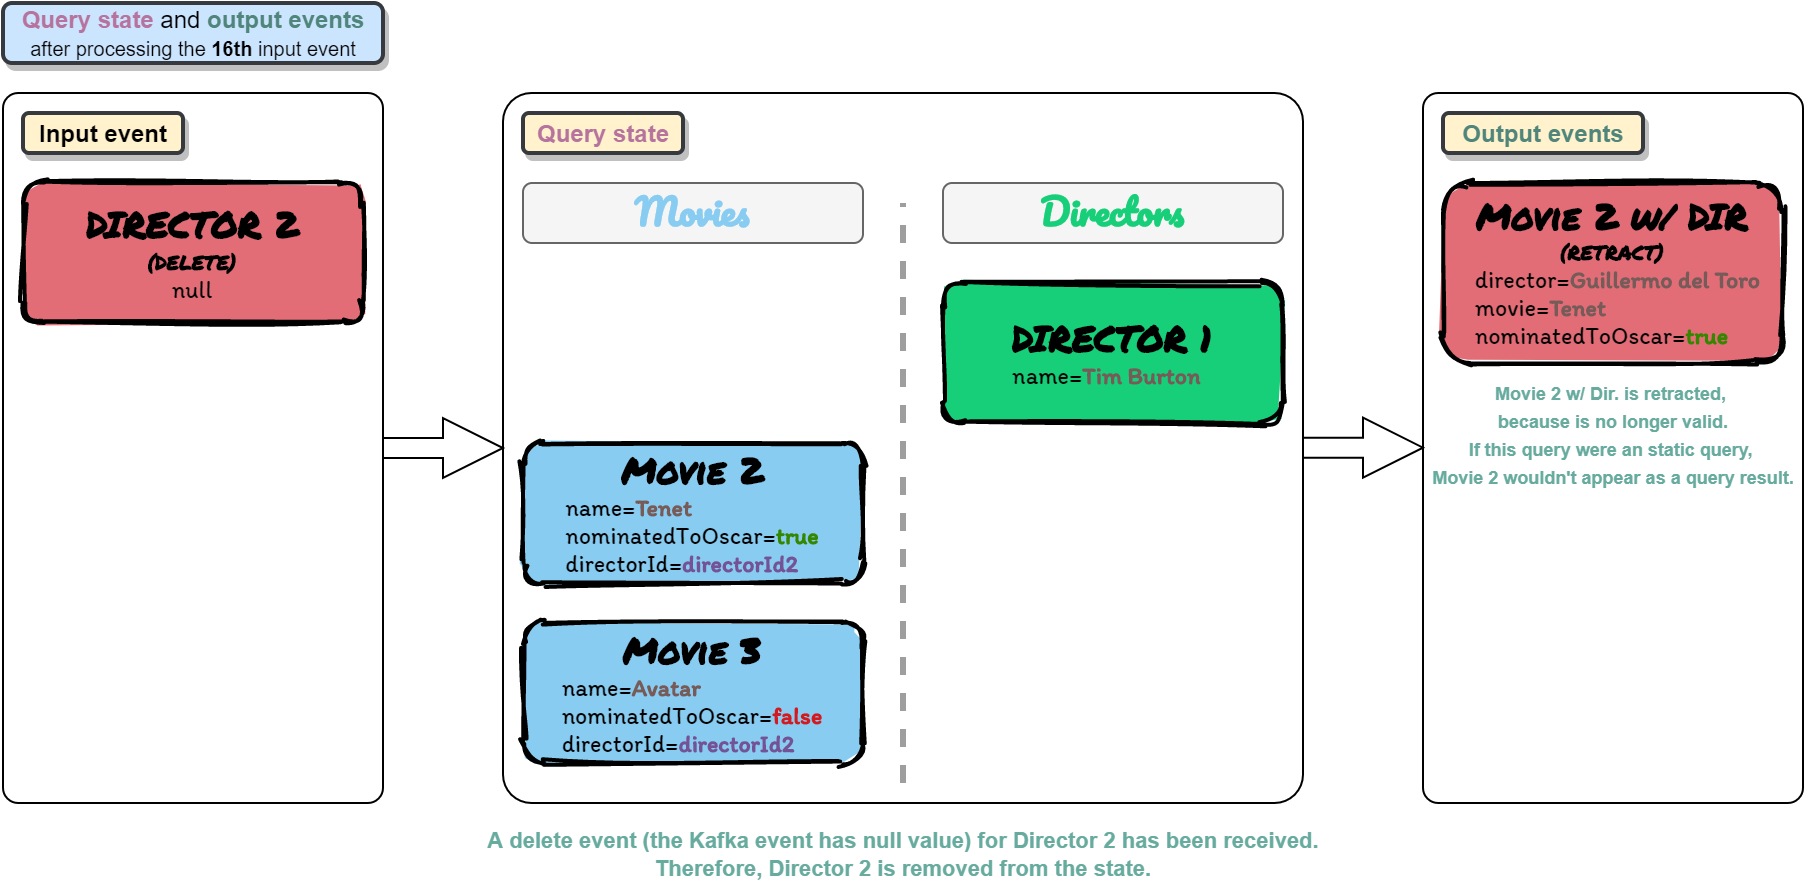 Query state and output events
after processing the 16th input event
Input event
DIRECTOR 2
(DELETE)
null
Query state
Movies
Directors
DIRECTOR 1
name=Tim Burton
MOVIE 2
name=Tenet
nominatedToOscar=true
directorId=directorId2
MOVIE 3
name=Avatar
nominatedToOscar=false
directorId=directorId2
Output events
MOVIE 2 W/ DIR
(RETRACT)
director=Guillermo del Toro
movie=Tenet
nominatedToOscar=true
Movie 2 w/ Dir. is retracted,
because is no longer valid.
If this query were an static query,
Movie 2 wouldn't appear as a query result.
A delete event (the Kafka event has null value) for Director 2 has been received.
Therefore, Director 2 is removed from the state.